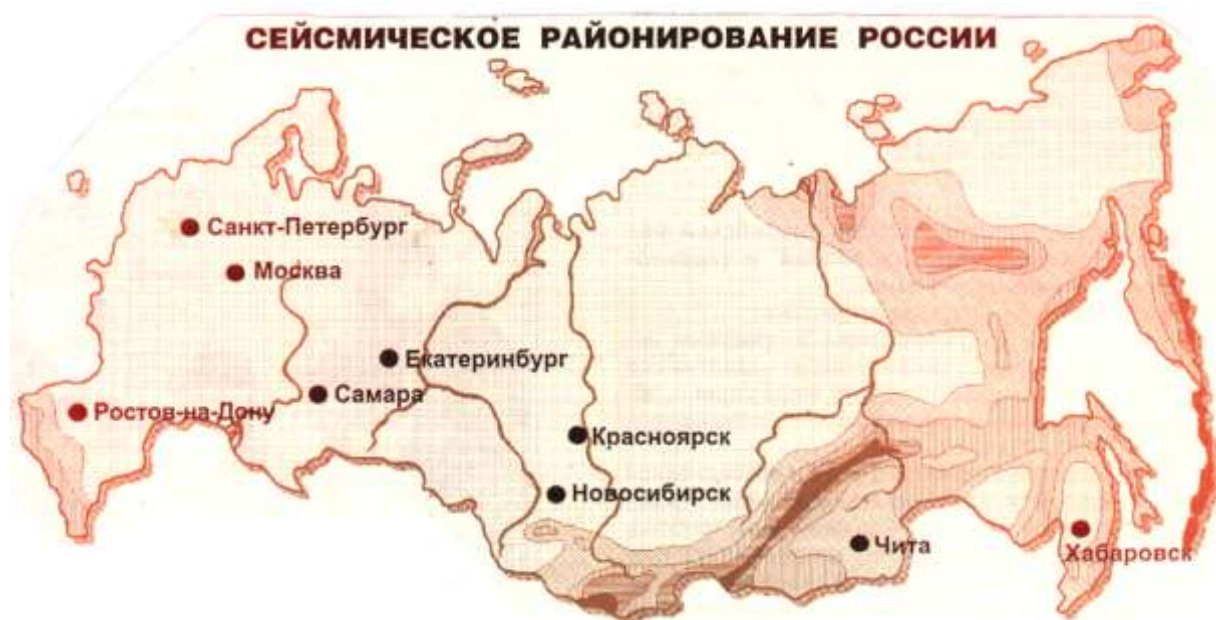 СЕЙСМИЧЕСКОЕ РАЙОНИРОВАНИЕ РОССИИ
Санкт-Петербург
Москва
Екатеринбург
Самара
Ростов-на-Дону
Красноярск
Новосибирск
Чита
Хабаровск